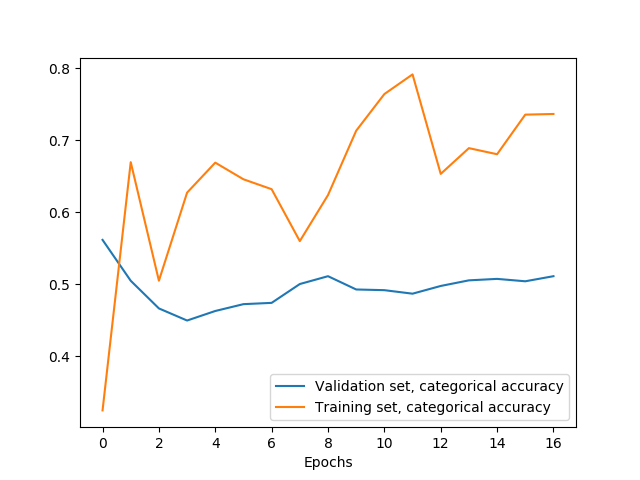 0.8
0.7
0.6
0.5
0.4
Validation set, categorical accuracy
Training set, categorical accuracy
0 2 4 6 8 10 12 14 16
Epochs